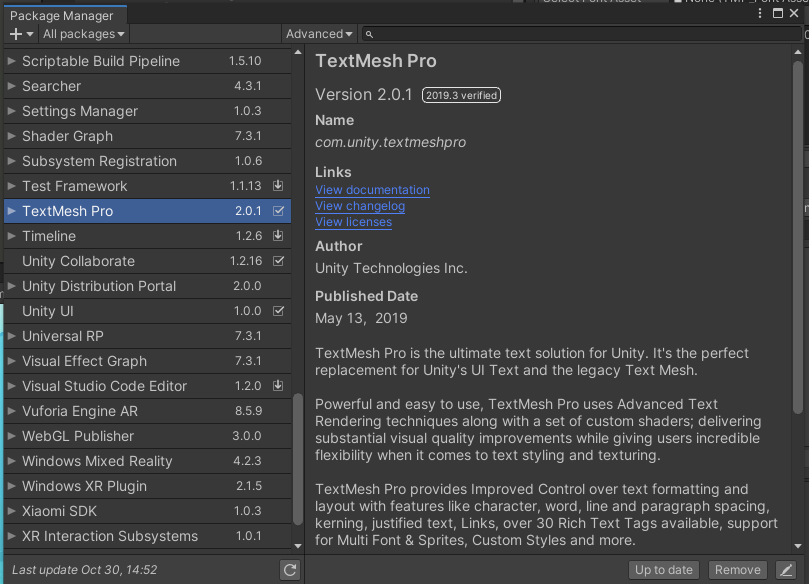 Package Manager
All packages
Advanced
Scriptable Build Pipeline 1.5.10
Searcher 4.3.1
Settings Manager 1.0.3
Shader Graph 7.3.1
Subsystem Registration 1.0.6
Test Framework 1.1.13
TextMesh Pro 2.0.1
Timeline 1.2.6
Unity Collaborate 1.2.16
Unity Distribution Portal 2.0.0
Unity UI 1.0.0
Universal RP 7.3.1
Visual Effect Graph 7.3.1
Visual Studio Code Editor 1.2.0
Vuforia Engine AR 8.5.9
WebGL Publisher 3.0.0
Windows Mixed Reality 4.2.3
Windows XR Plugin 2.1.5
Xiaomi SDK 1.0.3
XR Interaction Subsystems 1.0.1
Last update Oct 30, 14:52
TextMesh Pro
Version 2.0.1 2019.3 verified
Name
com.unity.textmeshpro
Links
View documentation
View changelog
View licenses
Author
Unity Technologies Inc.
Published Date
May 13, 2019
TextMesh Pro is the ultimate text solution for Unity. It's the perfect
replacement for Unity's UI Text and the legacy Text Mesh.
Powerful and easy to use, TextMesh Pro uses Advanced Text
Rendering techniques along with a set of custom shaders; delivering
substantial visual quality improvements while giving users incredible
flexibility when it comes to text styling and texturing.
TextMesh Pro provides Improved Control over text formatting and
layout with features like character, word, line and paragraph spacing,
kerning, justified text, Links, over 30 Rich Text Tags available, support
for Multi Font & Sprites, Custom Styles and more.
Up to date
Remove